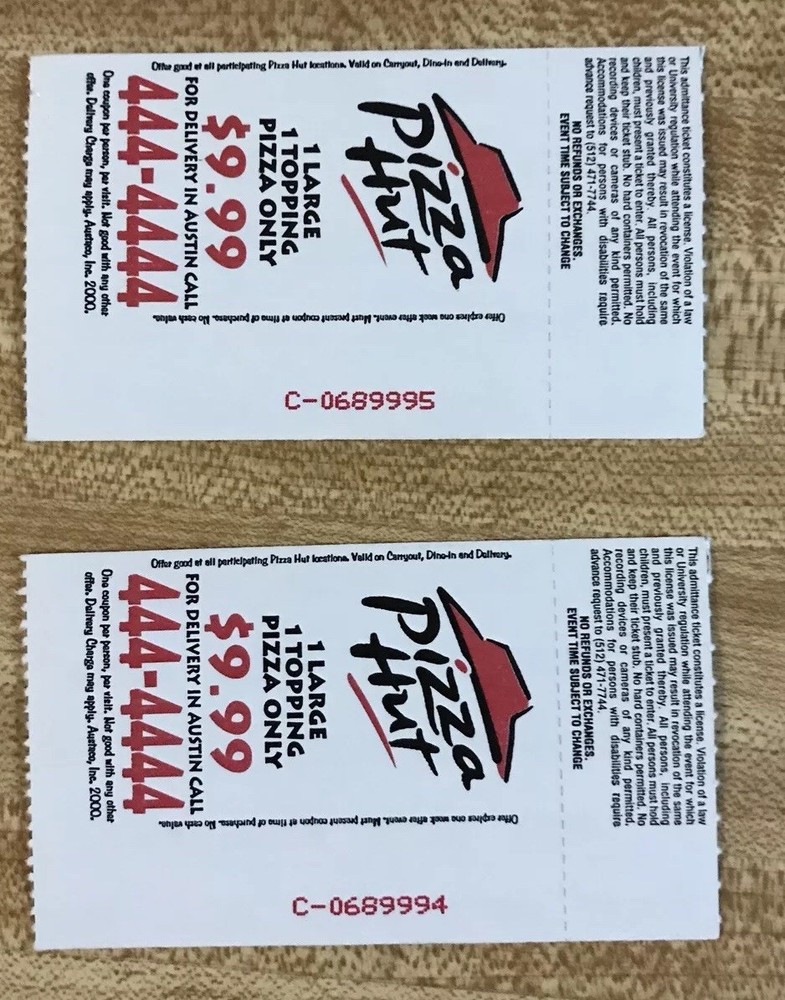 This admittance ticket constitutes a license. Violation of a law
or University regulation while attending the event for which
this license was issued may result in revocation of the same
and previously granted thereby. All persons, including
children, must present a ticket to enter. All persons must hold
and keep their ticket stub. No hard containers permitted. No
recording devices or cameras of any kind permitted.
Accommodations for persons with disabilities require
advance request to (512) 471-7744.
NO REFUNDS OR EXCHANGES.
EVENT TIME SUBJECT TO CHANGE
Offer good at all participating Pizza Hut locations. Valid on Carryout, Dine-in and Delivery.
Pizza
Hut
1 LARGE
1 TOPPING
PIZZA ONLY
$9.99
FOR DELIVERY IN AUSTIN CALL
444-4444
One coupon per person, per visit. Not good with any other
offer. Delivery Charge may apply. Austaco, Inc. 2000.
Offer expires one week after event. Must present coupon at time of purchase. No cash value.
C-0689995
This admittance ticket constitutes a license. Violation of a law
or University regulation while attending the event for which
this license was issued may result in revocation of the same
and previously granted thereby. All persons, including
children, must present a ticket to enter. All persons must hold
and keep their ticket stub. No hard containers permitted. No
recording devices or cameras of any kind permitted.
Accommodations for persons with disabilities require
advance request to (512) 471-7744.
NO REFUNDS OR EXCHANGES.
EVENT TIME SUBJECT TO CHANGE
Offer good at all participating Pizza Hut locations. Valid on Carryout, Dine-in and Delivery.
Pizza
Hut
1 LARGE
1 TOPPING
PIZZA ONLY
$9.99
FOR DELIVERY IN AUSTIN CALL
444-4444
One coupon per person, per visit. Not good with any other
offer. Delivery Charge may apply. Austaco, Inc. 2000.
Offer expires one week after event. Must present coupon at time of purchase. No cash value.
C-0689994